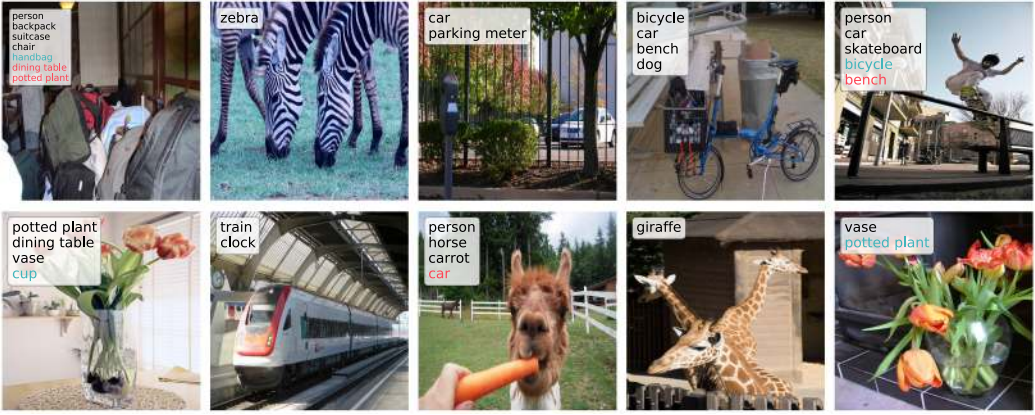 person
backpack
suitcase
chair
handbag
dining table
potted plant
zebra
car
parking meter
bicycle
car
bench
dog
person
car
skateboard
bicycle
bench
potted plant
dining table
vase
cup
train
clock
person
horse
carrot
car
giraffe
vase
potted plant